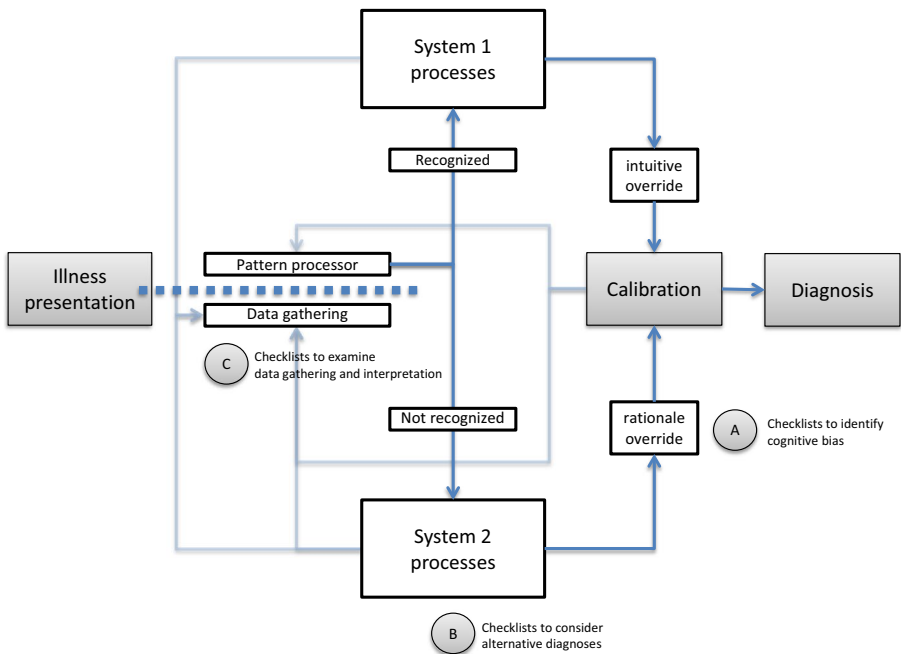 System 1
processes
Recognized
intuitive
override
Illness
presentation
Pattern processor
Data gathering
Calibration
Diagnosis
C
Checklists to examine
data gathering and interpretation
Not recognized
rationale
override
A
Checklists to identify
cognitive bias
System 2
processes
B
Checklists to consider
alternative diagnoses